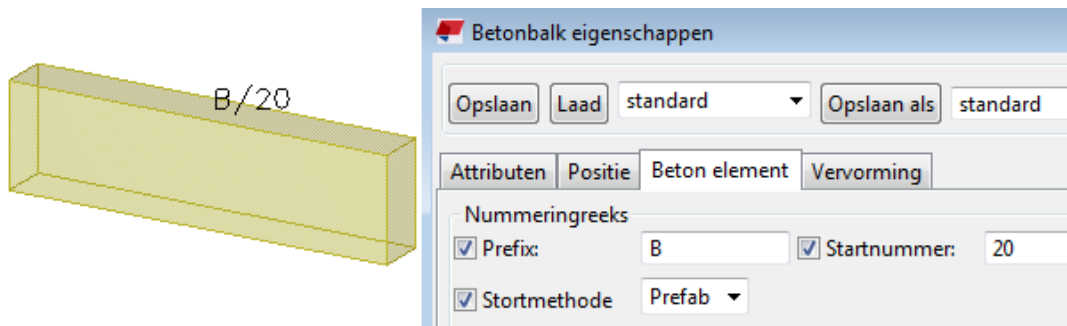 B/20
Betonbalk eigenschappen
Opslaan Laad standard Opslaan als standard
Attributen Positie Beton element Vervorming
Nummeringreeks
Prefix: B Startnummer: 20
Stortmethode Prefab